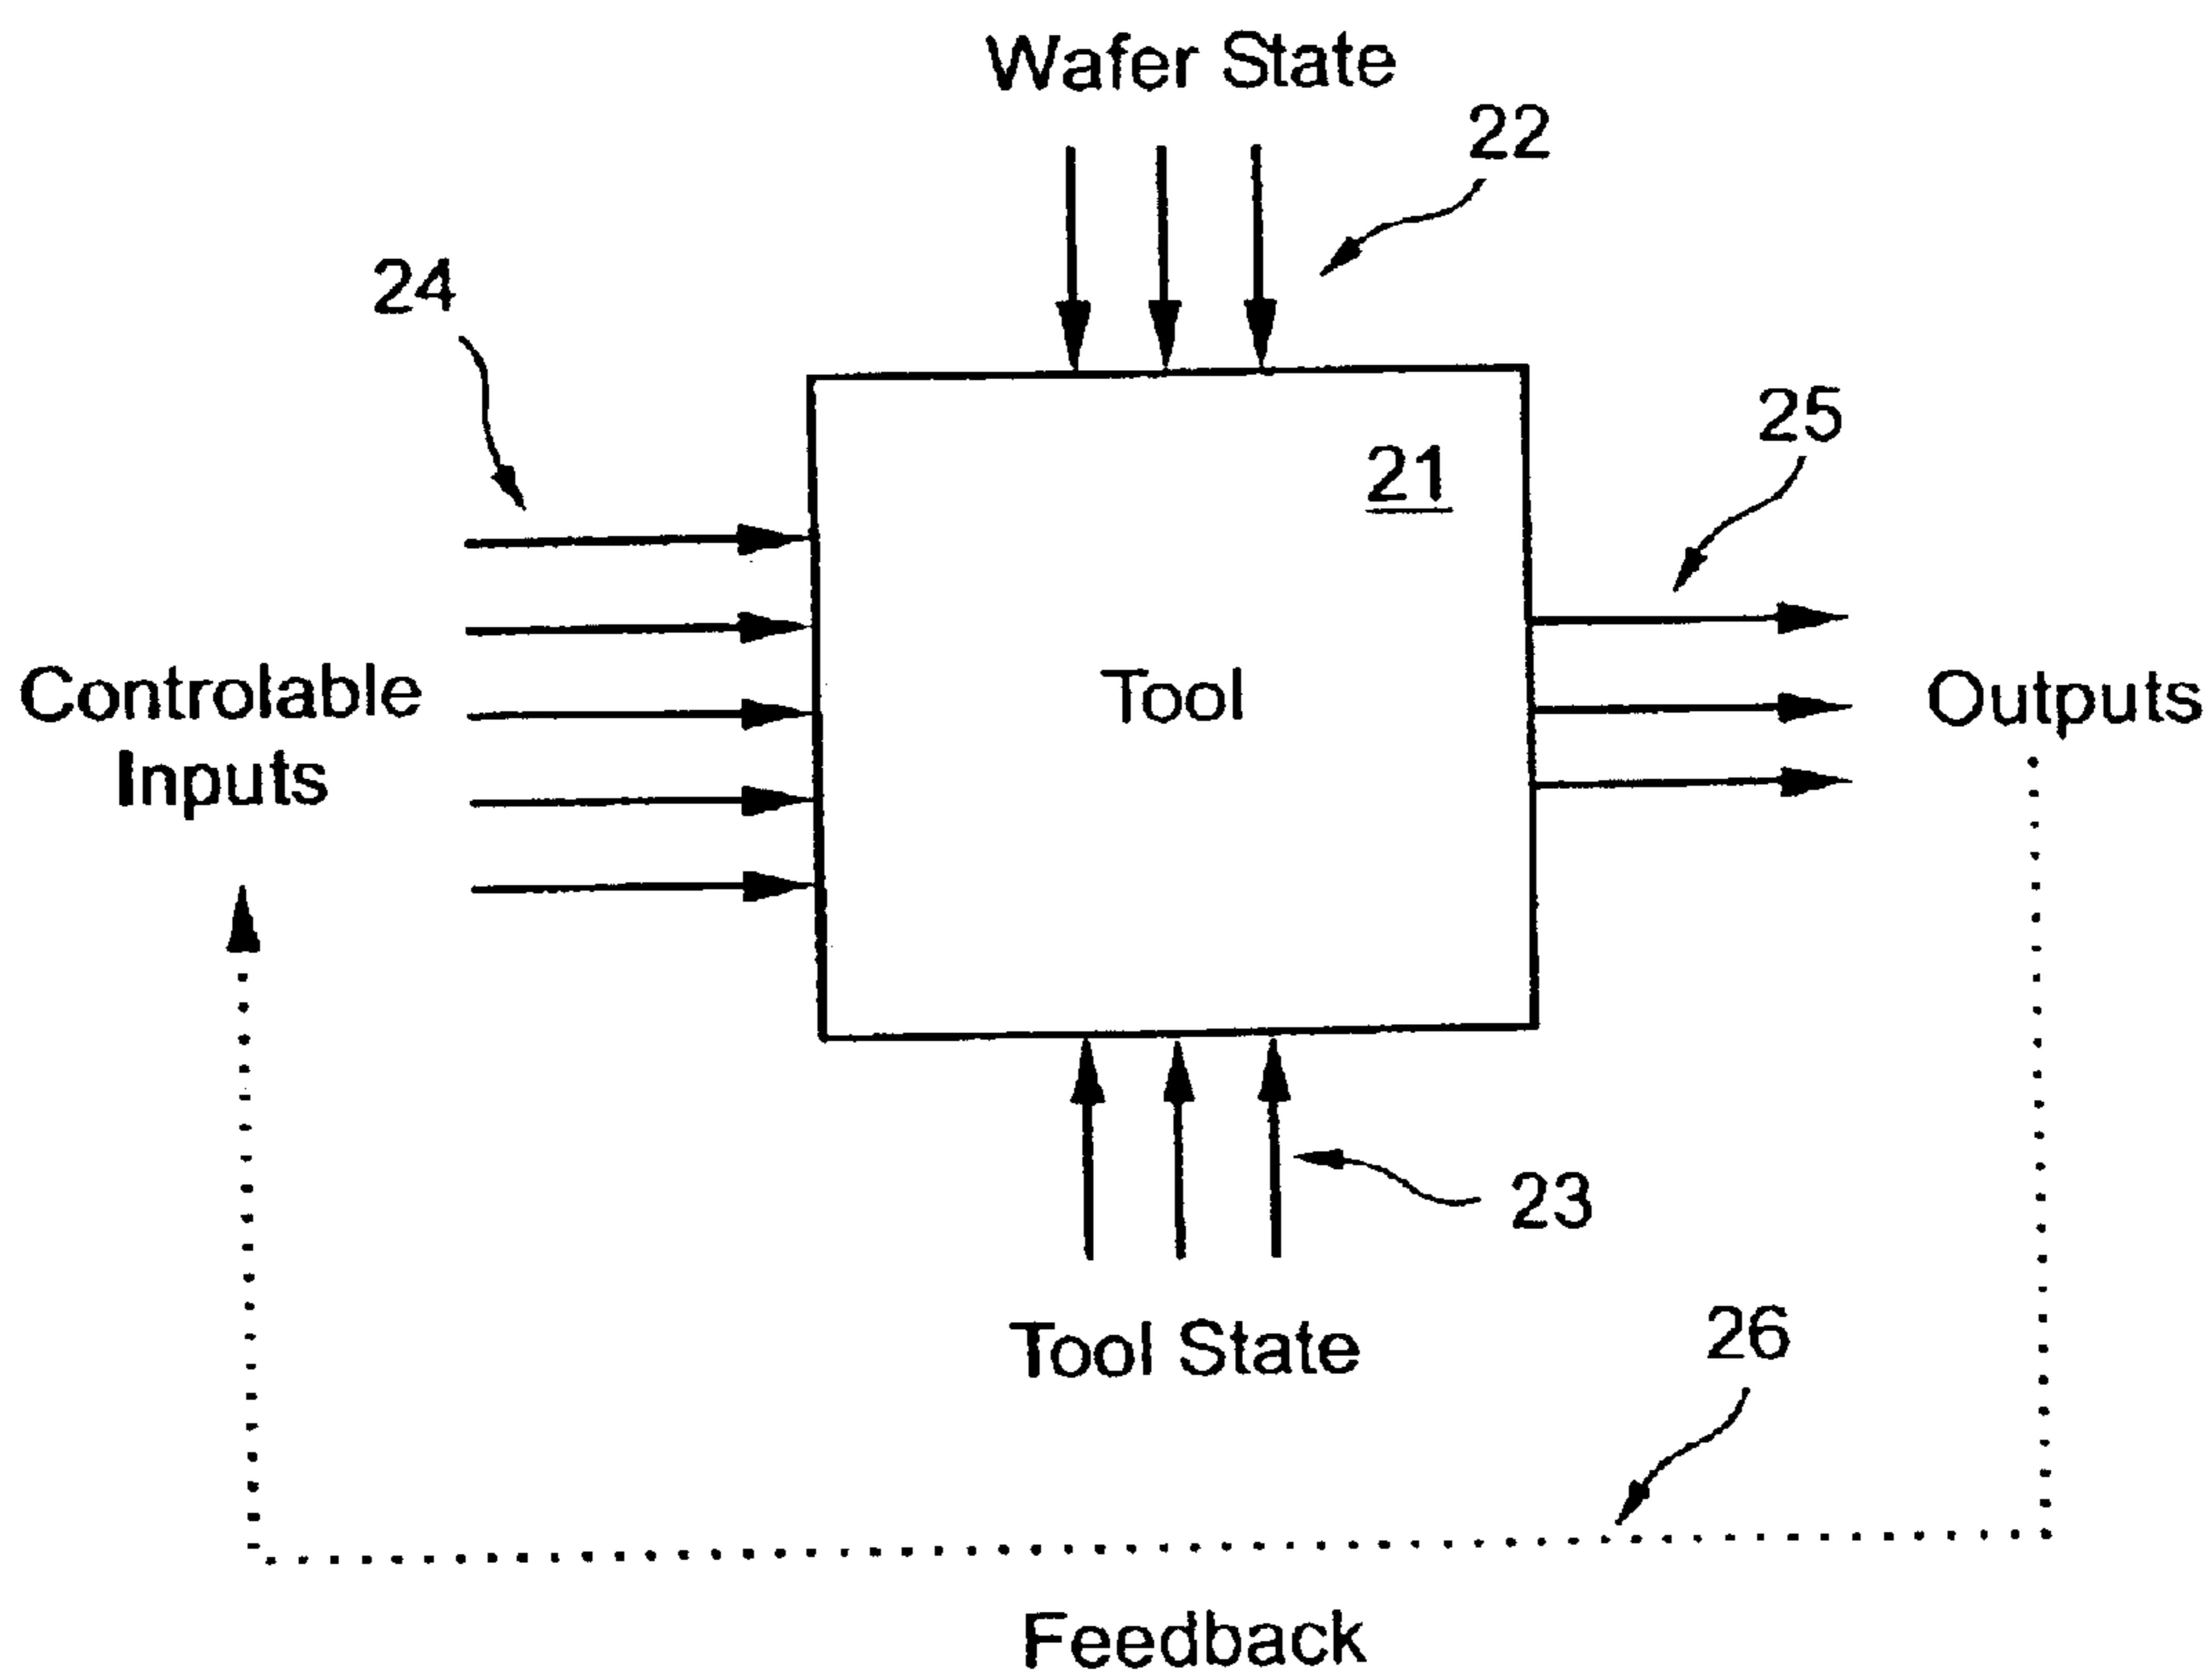 Wafer State
22
24
25
21
Controlable
Inputs
Tool
Outputs
23
Tool State
26
Feedback